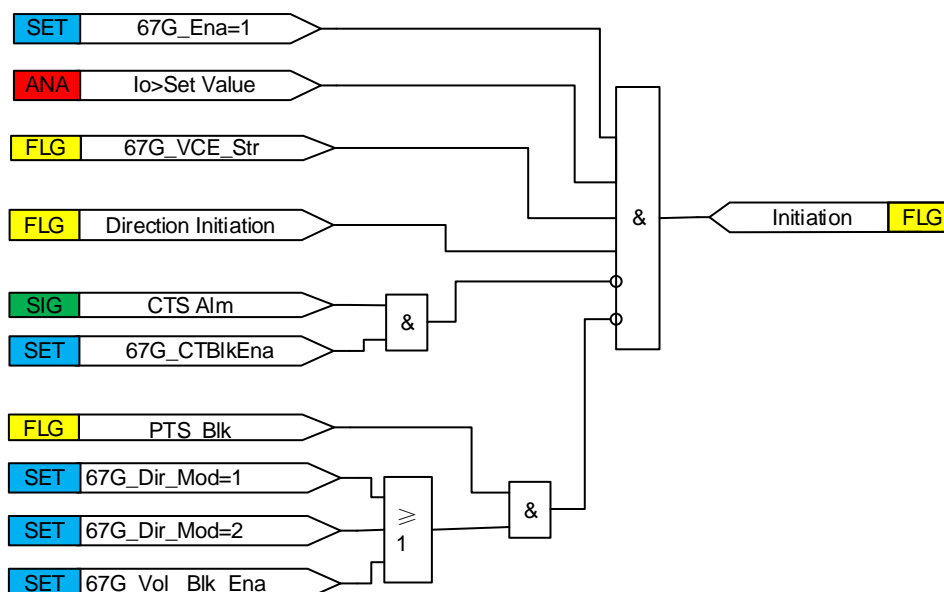 SET 67G_Ena=1
ANA Io>Set Value
FLG 67G_VCE_Str
FLG Direction Initiation
& Initiation FLG
SIG CTS Alm
&
SET 67G_CTBlkEna
FLG PTS_Blk
SET 67G_Dir_Mod=1
&
SET 67G_Dir_Mod=2
≥
1
SET 67G_Vol_Blk_Ena